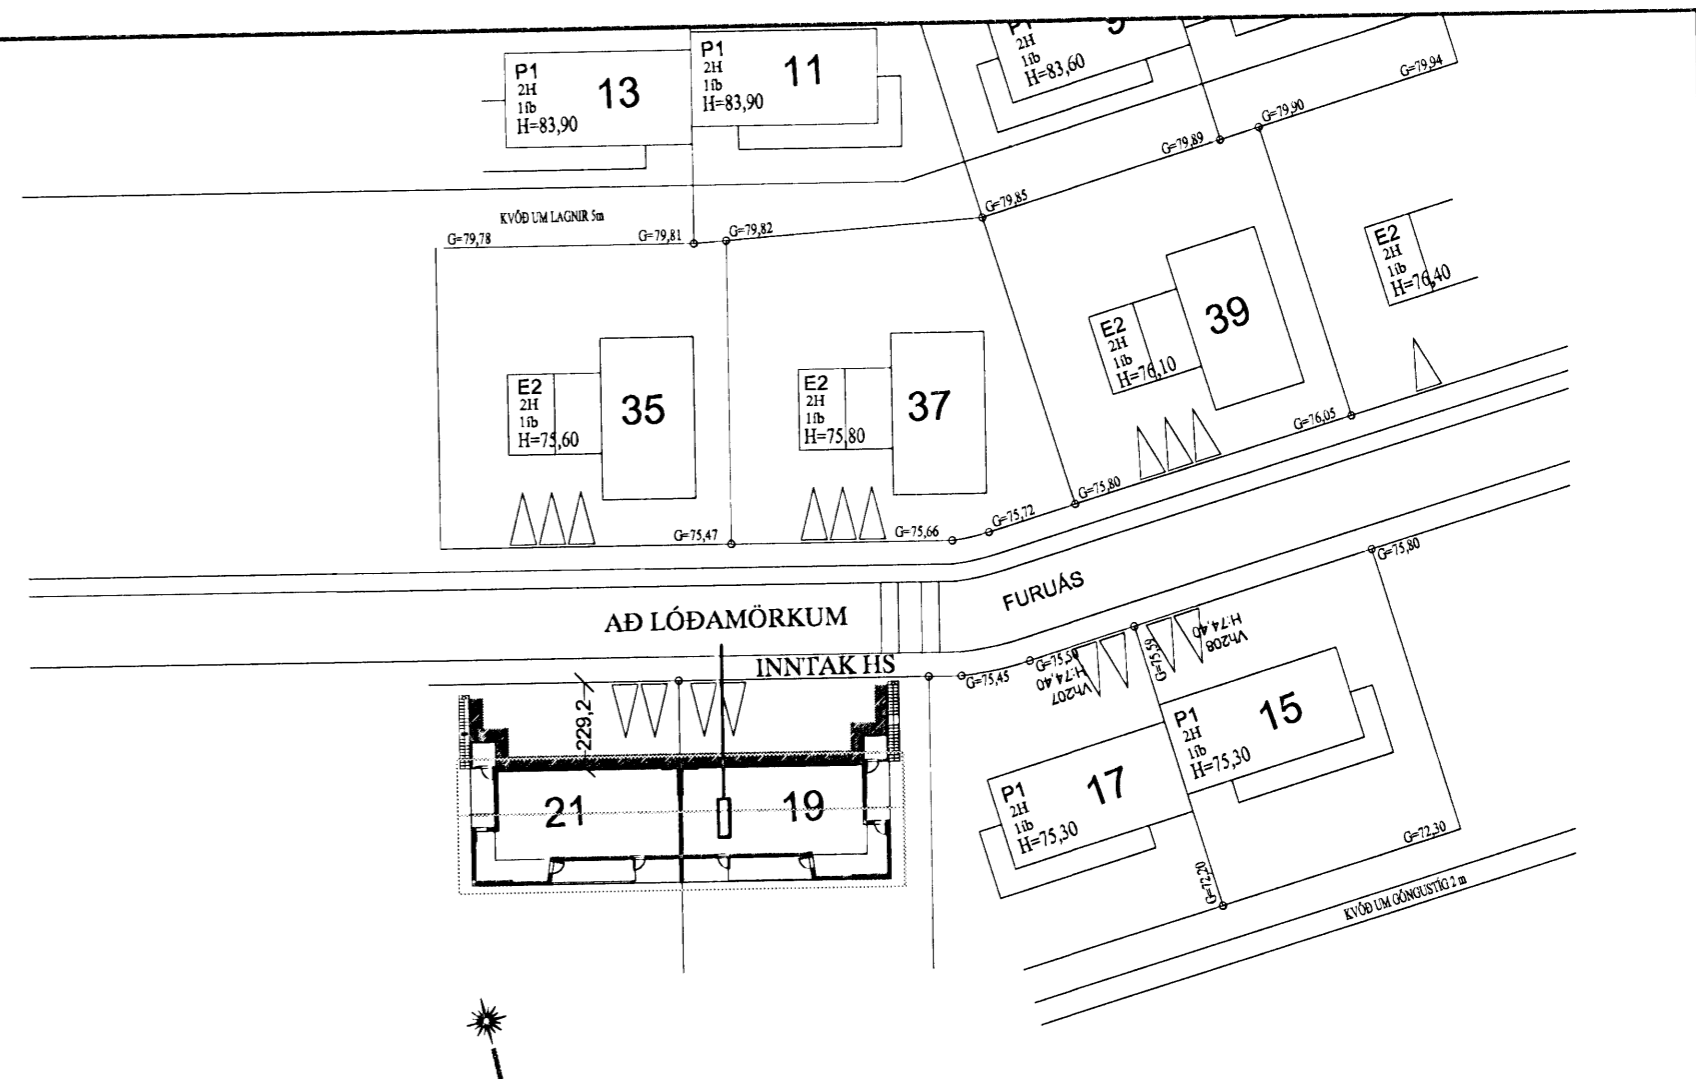 P1
2H
1íb
H=83,90
13
P1
2H
1íb
H=83,90
11
2H
1íb
H=83,60
G=79,94
G=79,90
G=79,89
G=79,85
KVÖÐ UM LAGNIR 5m
G=79,78
G=79,81
G=79,82
E2
2H
1íb
H=75,60
35
E2
2H
1íb
H=75,80
37
E2
2H
1íb
H=76,10
39
E2
2H
1íb
H=76,40
G=75,47
G=75,66
G=75,72
G=75,80
G=76,05
AÐ LÓÐAMÖRKUM
FURUÁS
INNTAK HS
G=75,45
G=75,50
G=75,59
G=75,80
Vh207
H:74,40
Vh208
H:74,40
229,2
21
19
P1
2H
1íb
H=75,30
17
P1
2H
1íb
H=75,30
15
G=72,20
G=72,30
KVÖÐ UM GÖNGUSTÍG 2 m